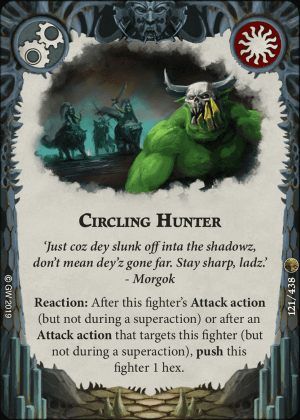 CIRCLING HUNTER
‘Just coz dey slunk off inta the shadowz,
don’t mean dey’z gone far. Stay sharp, ladz.’
- Morgok
Reaction: After this fighter’s Attack action
(but not during a superaction) or after an
Attack action that targets this fighter (but
not during a superaction), push this
fighter 1 hex.
© GW 2019
121/438